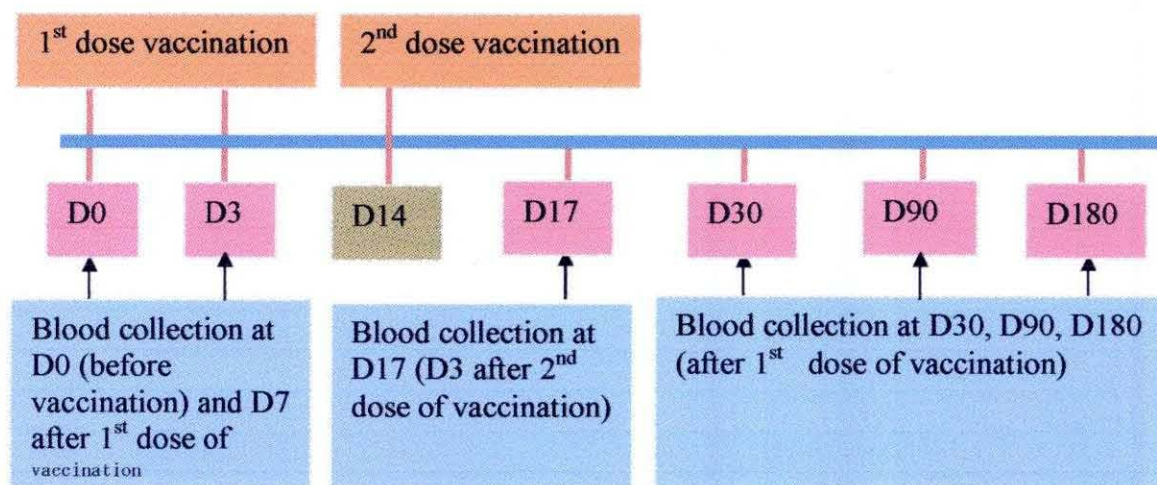 1st dose vaccination
2nd dose vaccination
D0
D3
D14
D17
D30
D90
D180
Blood collection at
D0 (before
vaccination) and D7
after 1st dose of
vaccination
Blood collection at
D17 (D3 after 2nd
dose of vaccination)
Blood collection at D30, D90, D180
(after 1st dose of vaccination)